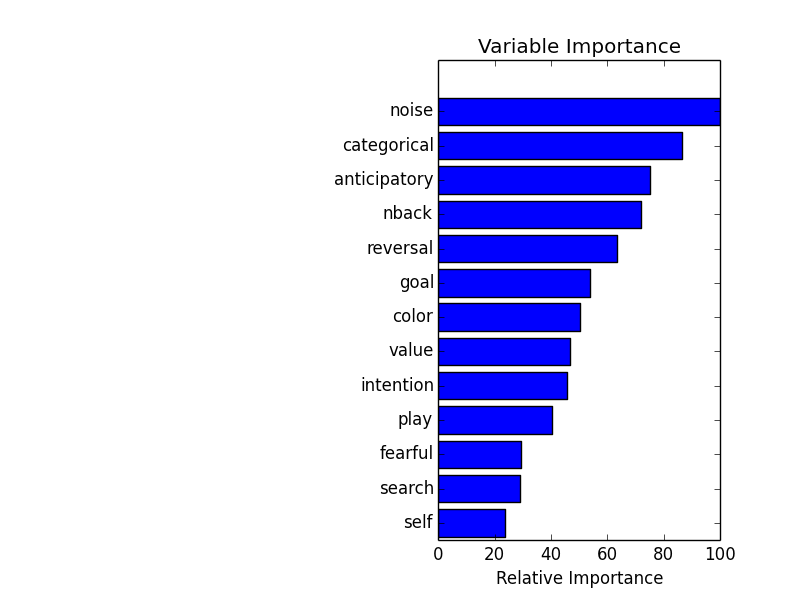 Variable Importance
noise
categorical
anticipatory
nback
reversal
goal
color
value
intention
play
fearful
search
self
0 20 40 60 80 100
Relative Importance